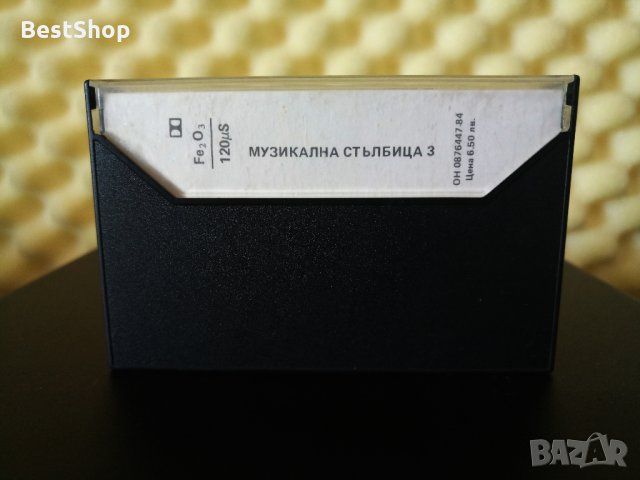 BestShop
Fe2O3
120µS
МУЗИКАЛНА СТЪЛБИЦА 3
ОН 0876447-84
Цена 6.50 лв.
BAZAR